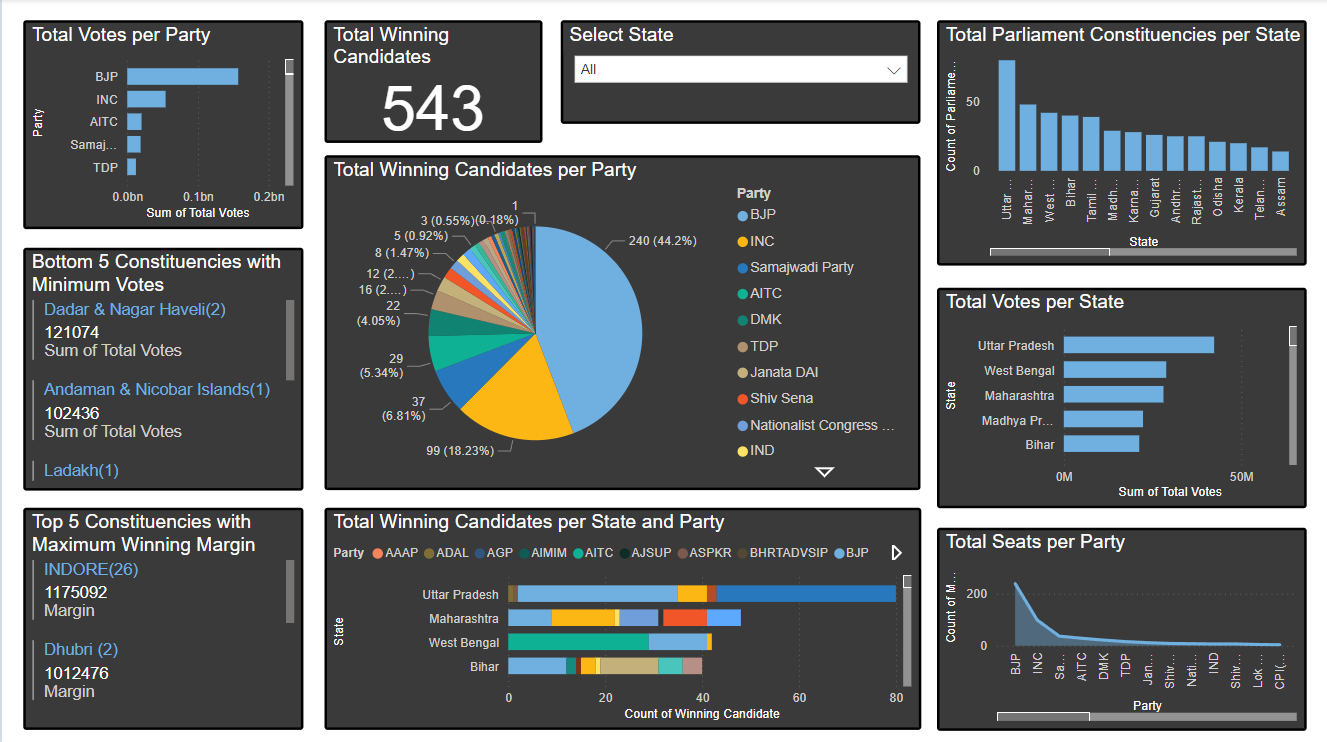 Total Votes per Party
Party
BJP
INC
AITC
Samaj...
TDP
0.0bn 0.1bn 0.2bn
Sum of Total Votes
Total Winning
Candidates
543
Select State
All
Total Parliament Constituencies per State
Count of Parliame...
50
0
Uttar ...
Mahar...
West ...
Bihar
Tamil ...
Madh...
Karna...
Gujarat
Andhr...
Rajast...
Odisha
Kerala
Telan...
Assam
State
Bottom 5 Constituencies with
Minimum Votes
Dadar & Nagar Haveli(2)
121074
Sum of Total Votes
Andaman & Nicobar Islands(1)
102436
Sum of Total Votes
Ladakh(1)
Total Winning Candidates per Party
240 (44.2%)
99 (18.23%)
37
(6.81%)
29
(5.34%)
22
(4.05%)
16 (2....)
12 (2....)
8 (1.47%)
5 (0.92%)
3 (0.55%)
1
(0.18%)
Party
BJP
INC
Samajwadi Party
AITC
DMK
TDP
Janata DAI
Shiv Sena
Nationalist Congress ...
IND
Total Votes per State
State
Uttar Pradesh
West Bengal
Maharashtra
Madhya Pr...
Bihar
0M 50M
Sum of Total Votes
Top 5 Constituencies with
Maximum Winning Margin
INDORE(26)
1175092
Margin
Dhubri (2)
1012476
Margin
Total Winning Candidates per State and Party
Party AAAP ADAL AGP AIMIM AITC AJSUP ASPKR BHRTADVSIP BJP
State
Uttar Pradesh
Maharashtra
West Bengal
Bihar
0 20 40 60 80
Count of Winning Candidate
Total Seats per Party
Count of M...
200
0
BJP
INC
Sa...
AITC
DMK
TDP
Jan...
Shiv...
Nati...
IND
Shiv...
Lok ...
CPI(...
Party